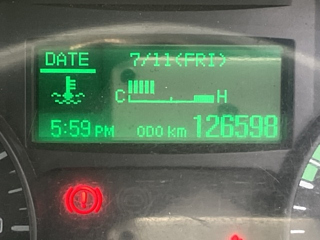 DATE 7/11(FRI)
C H
5:59 PM 000 km 126598